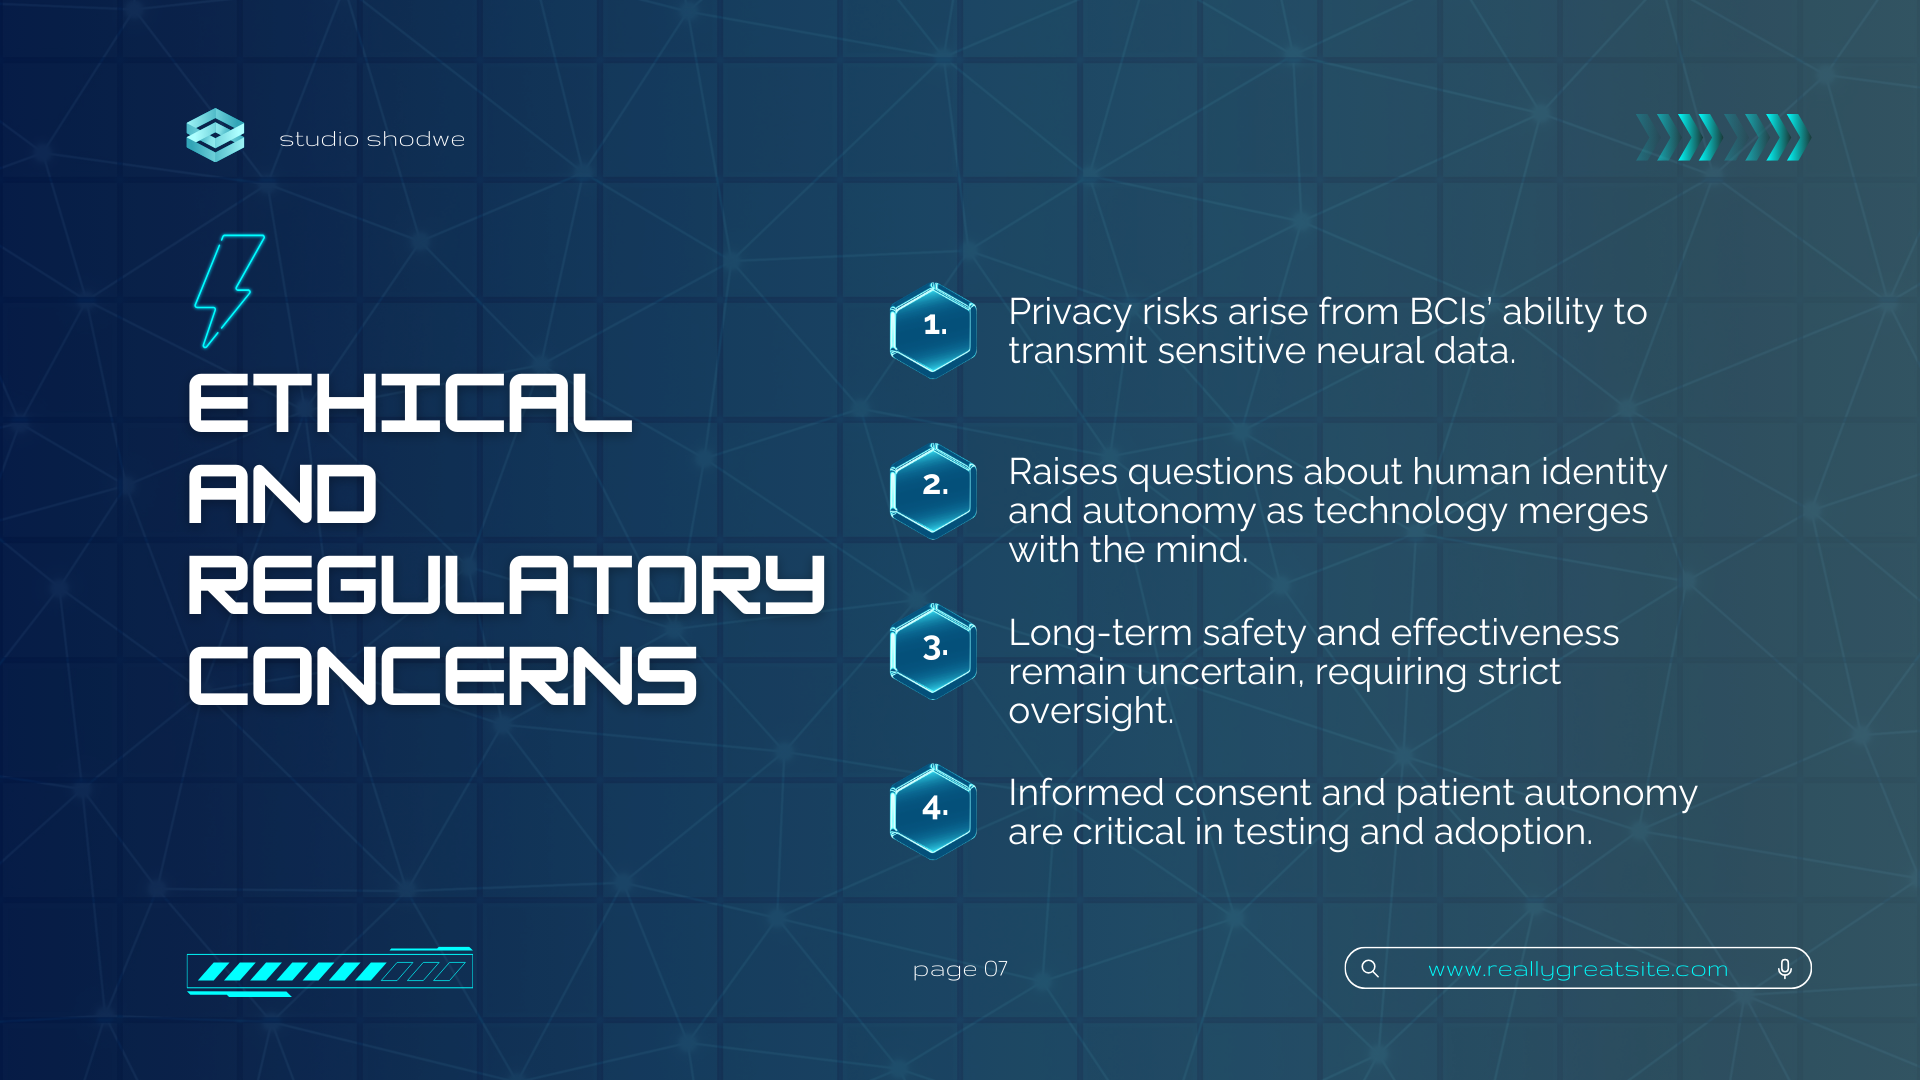 studio shodwe
ETHICAL
AND
REGULATORY
CONCERNS
1.
Privacy risks arise from BCIs’ ability to
transmit sensitive neural data.
2.
Raises questions about human identity
and autonomy as technology merges
with the mind.
3.
Long-term safety and effectiveness
remain uncertain, requiring strict
oversight.
4.
Informed consent and patient autonomy
are critical in testing and adoption.
page 07
www.reallygreatsite.com